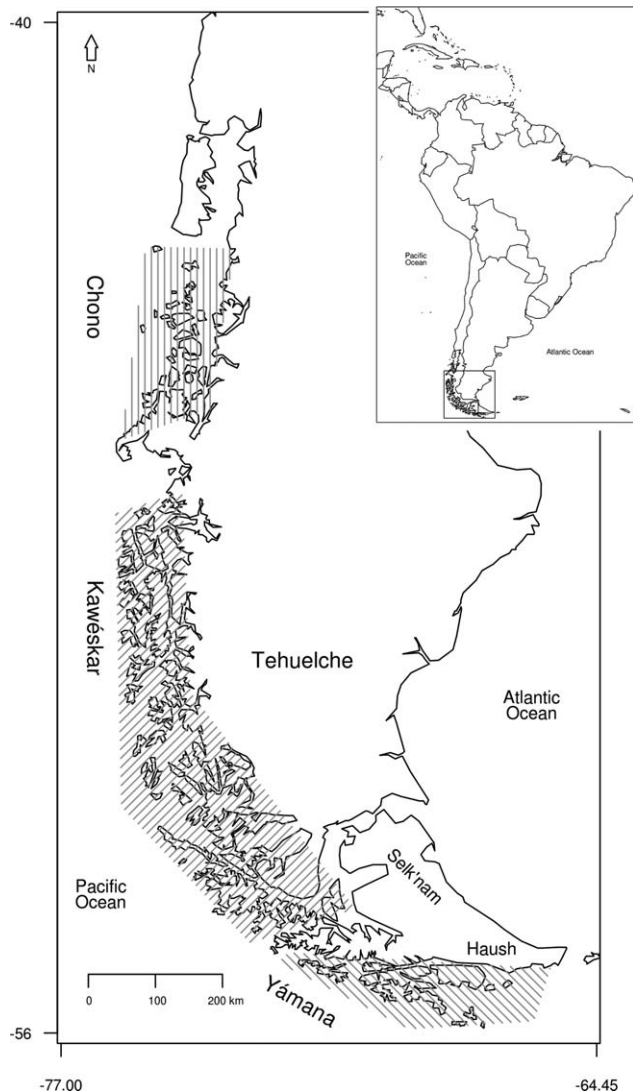 -40
N
Pacific
Ocean
Atlantic Ocean
Chono
Kawéskar
Tehuelche
Atlantic
Ocean
Selk'nam
Pacific
Ocean
Haush
0 100 200 km
Yámana
-56
-77.00 -64.45